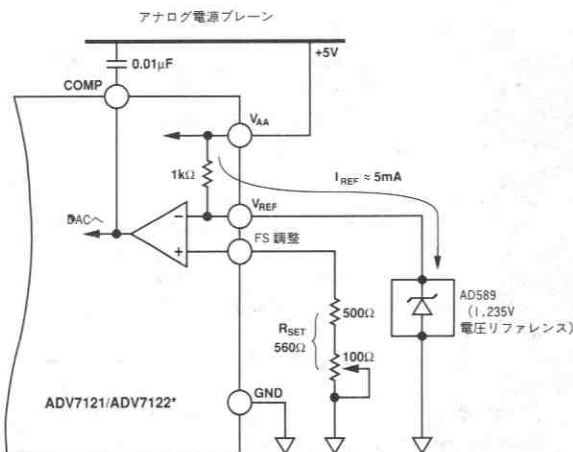 アナログ電源プレーン
+5V
0.01μF
COMP
VAA
1kΩ
IREF ≈ 5mA
VREF
DACへ
−
+
FS 調整
500Ω
RSET
560Ω
100Ω
AD589
(1.235V
電圧リファレンス)
GND
ADV7121/ADV7122*